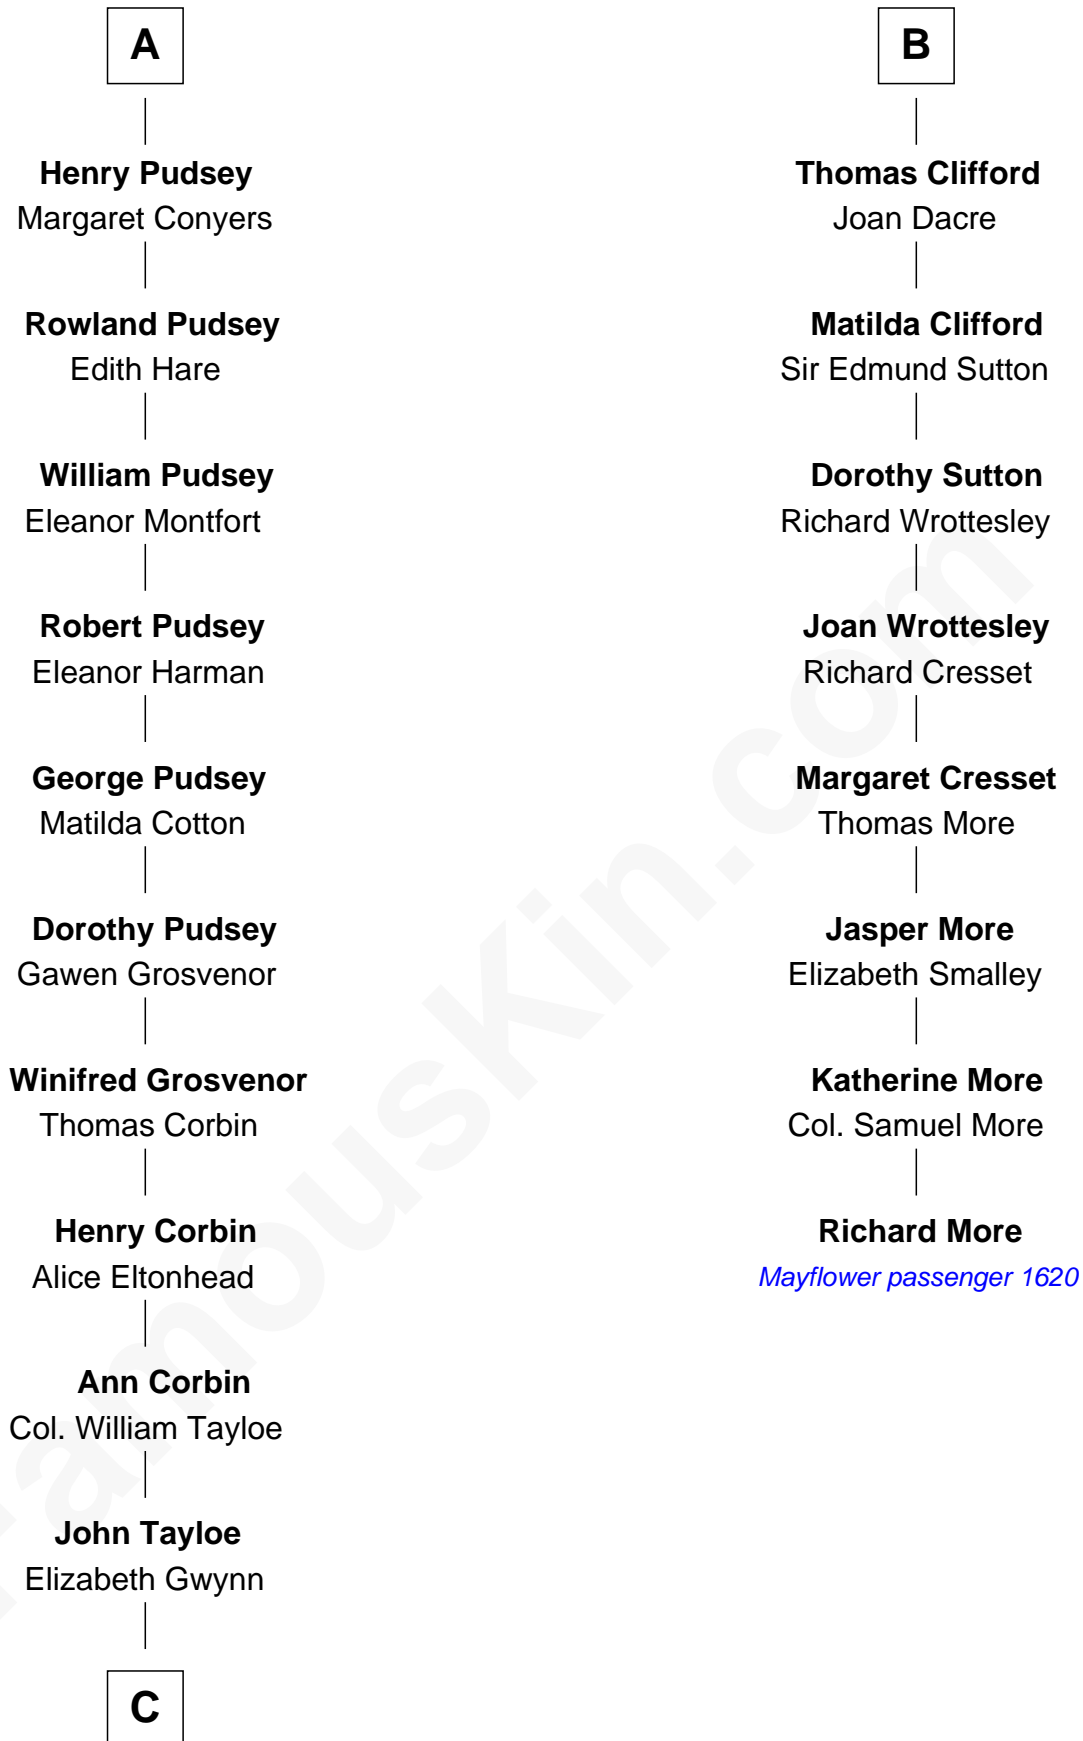 A
Henry Pudsey
Margaret Conyers
Rowland Pudsey
Edith Hare
William Pudsey
Eleanor Montfort
Robert Pudsey
Eleanor Harman
George Pudsey
Matilda Cotton
Dorothy Pudsey
Gawen Grosvenor
Winifred Grosvenor
Thomas Corbin
Henry Corbin
Alice Eltonhead
Ann Corbin
Col. William Tayloe
John Tayloe
Elizabeth Gwynn
C
B
Thomas Clifford
Joan Dacre
Matilda Clifford
Sir Edmund Sutton
Dorothy Sutton
Richard Wrottesley
Joan Wrottesley
Richard Cresset
Margaret Cresset
Thomas More
Jasper More
Elizabeth Smalley
Katherine More
Col. Samuel More
Richard More
Mayflower passenger 1620
FamousKin.com